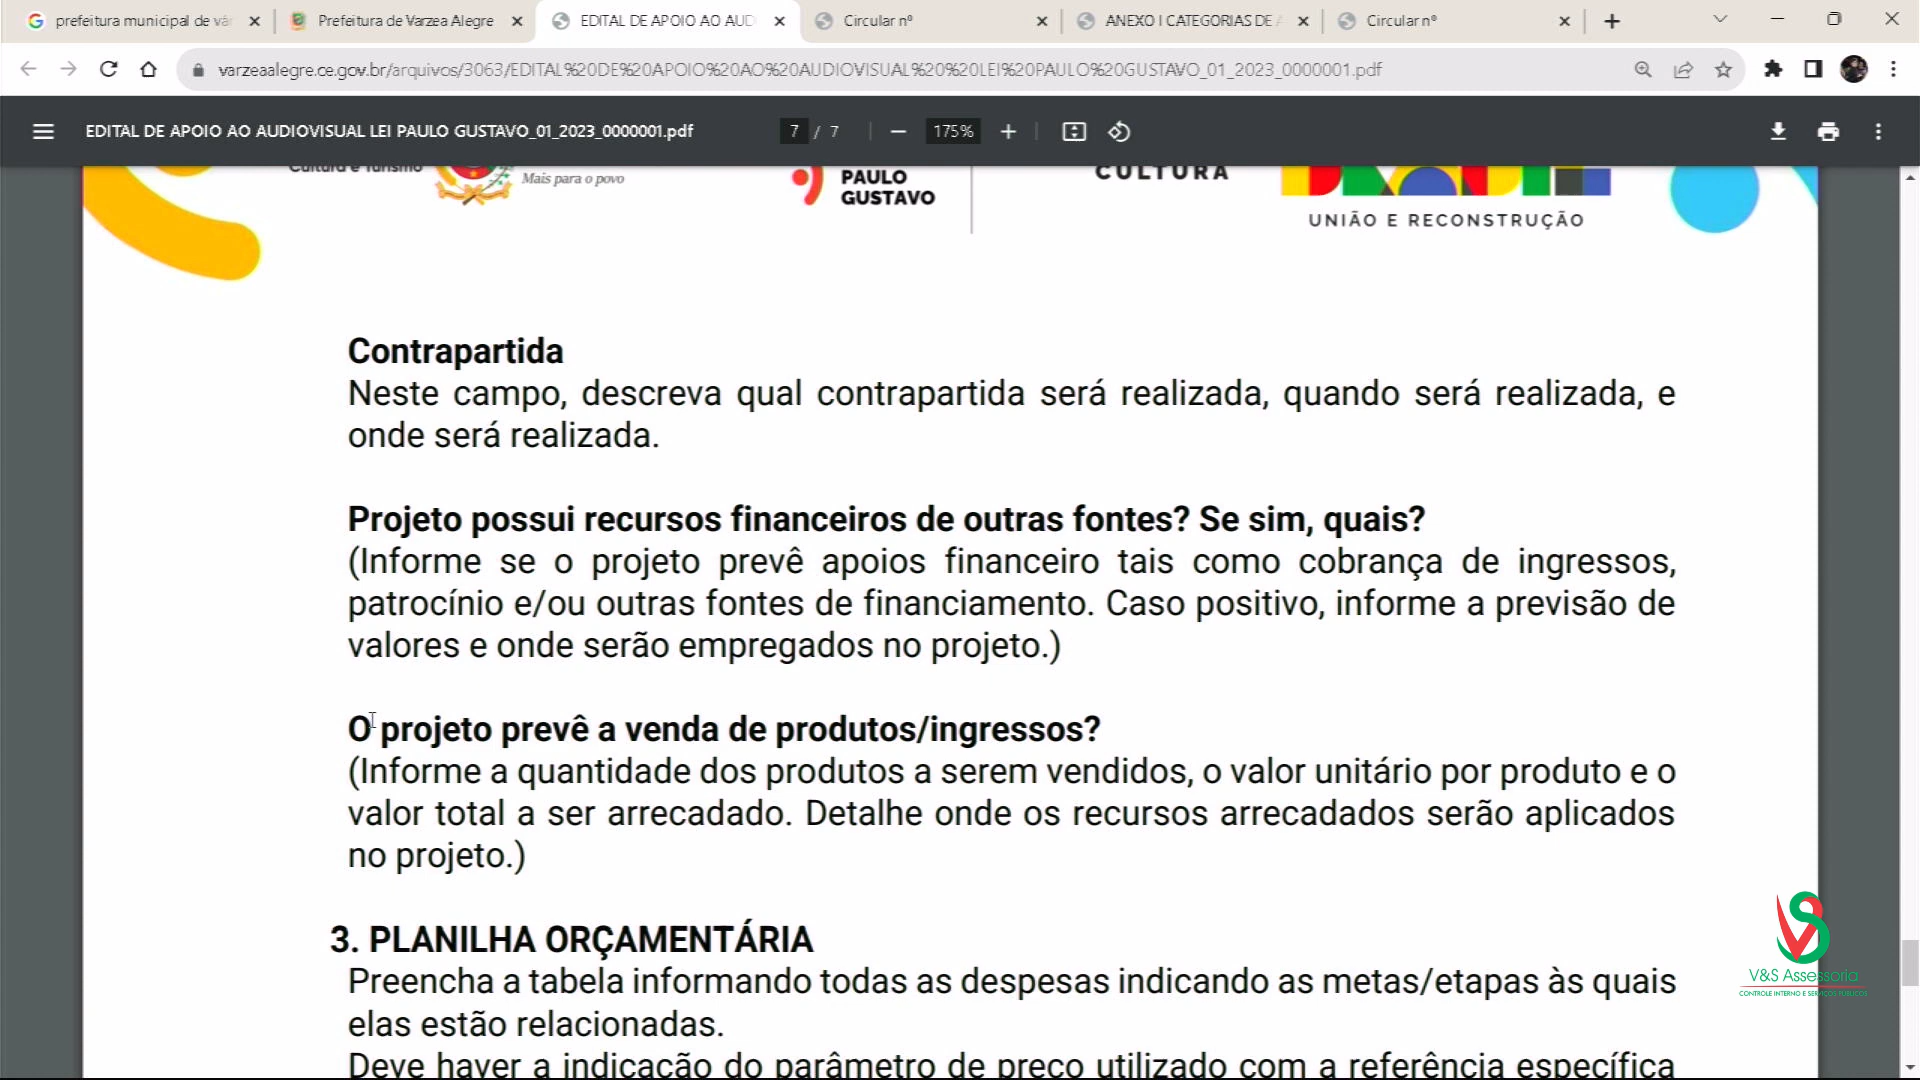 prefeitura municipal de vár
Prefeitura de Varzea Alegre
EDITAL DE APOIO AO AUD
Circular nº
ANEXO I CATEGORIAS DE A
Circular nº
varzeaalegre.ce.gov.br/arquivos/3063/EDITAL%20DE%20APOIO%20AO%20AUDIOVISUAL%20%20LEI%20PAULO%20GUSTAVO_01_2023_0000001.pdf
EDITAL DE APOIO AO AUDIOVISUAL LEI PAULO GUSTAVO_01_2023_0000001.pdf
7 / 7
175%
Cultura e Turismo
Mais para o povo
PAULO
GUSTAVO
CULTURA
UNIÃO E RECONSTRUÇÃO
Contrapartida
Neste campo, descreva qual contrapartida será realizada, quando será realizada, e
onde será realizada.
Projeto possui recursos financeiros de outras fontes? Se sim, quais?
(Informe se o projeto prevê apoios financeiro tais como cobrança de ingressos,
patrocínio e/ou outras fontes de financiamento. Caso positivo, informe a previsão de
valores e onde serão empregados no projeto.)
O projeto prevê a venda de produtos/ingressos?
(Informe a quantidade dos produtos a serem vendidos, o valor unitário por produto e o
valor total a ser arrecadado. Detalhe onde os recursos arrecadados serão aplicados
no projeto.)
3. PLANILHA ORÇAMENTÁRIA
Preencha a tabela informando todas as despesas indicando as metas/etapas às quais
elas estão relacionadas.
Deve haver a indicação do parâmetro de preço utilizado com a referência específica
V&S Assessoria
CONTROLE INTERNO E SERVIÇOS PÚBLICOS